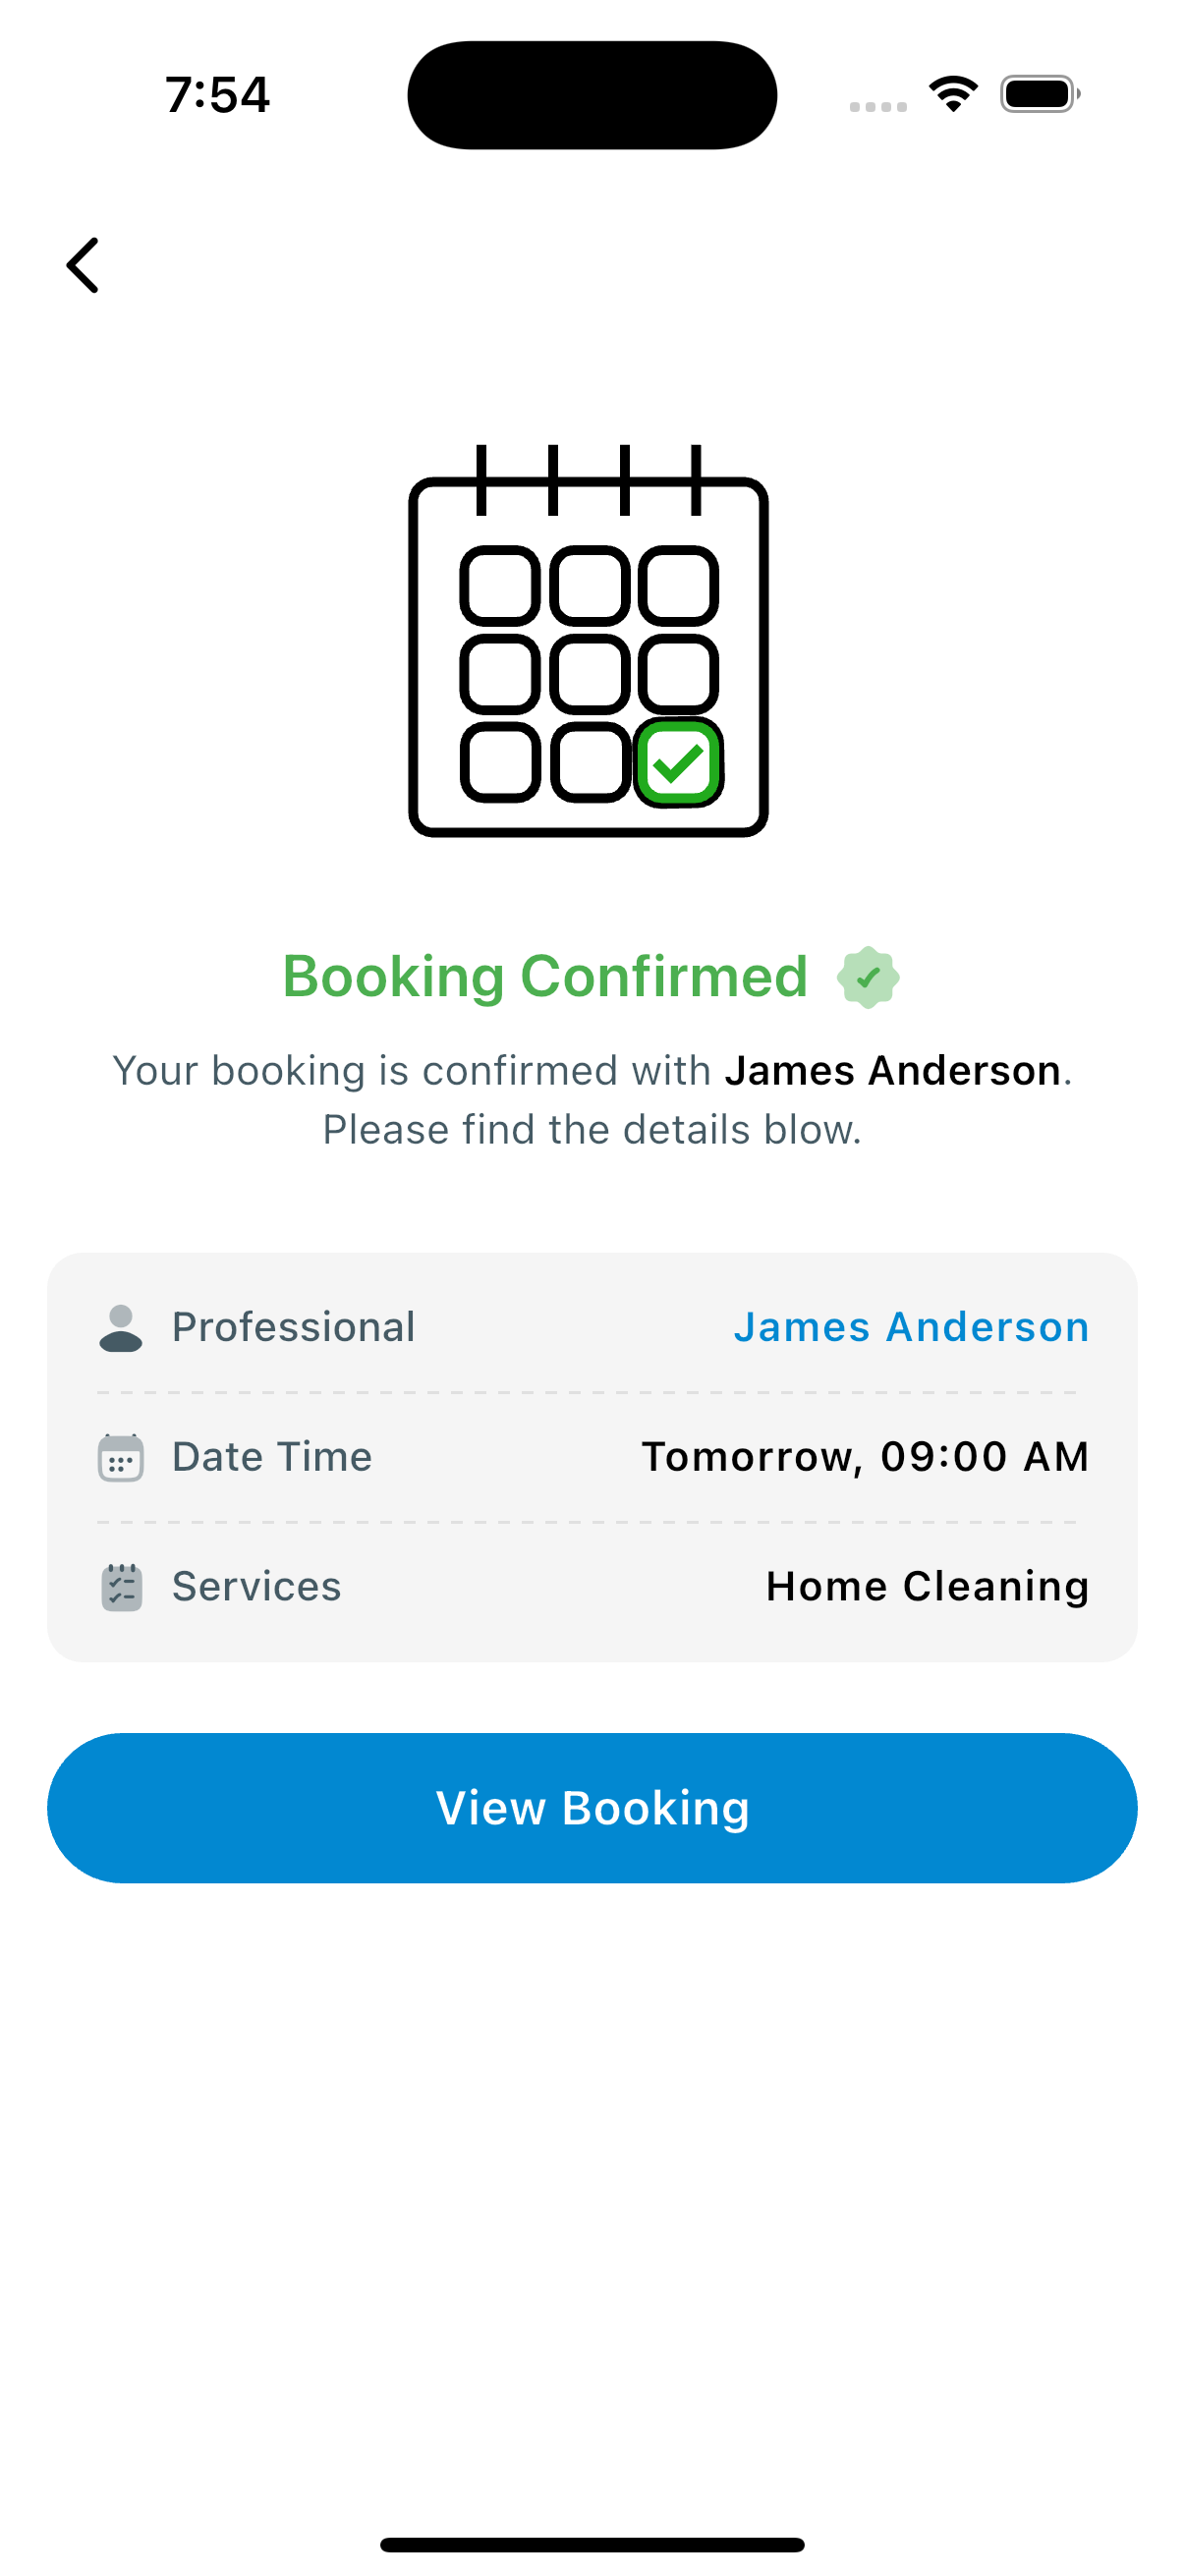 7:54
Booking Confirmed
Your booking is confirmed with James Anderson.
Please find the details blow.
Professional James Anderson
Date Time Tomorrow, 09:00 AM
Services Home Cleaning
View Booking